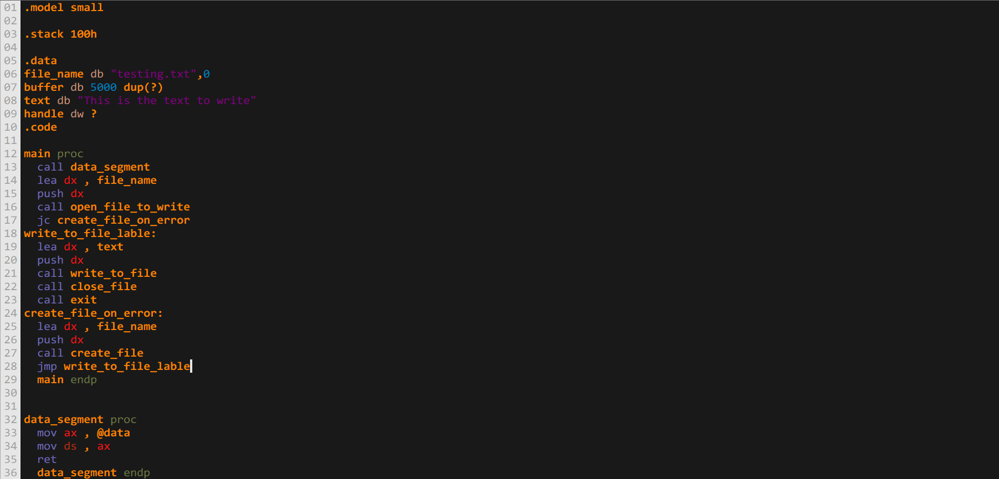 01 .model small
02
03 .stack 100h
04
05 .data
06 file_name db "testing.txt",0
07 buffer db 5000 dup(?)
08 text db "This is the text to write"
09 handle dw ?
10 .code
11
12 main proc
13   call data_segment
14   lea dx , file_name
15   push dx
16   call open_file_to_write
17   jc create_file_on_error
18 write_to_file_lable:
19   lea dx , text
20   push dx
21   call write_to_file
22   call close_file
23   call exit
24 create_file_on_error:
25   lea dx , file_name
26   push dx
27   call create_file
28   jmp write_to_file_lable
29   main endp
30
31
32 data_segment proc
33   mov ax , @data
34   mov ds , ax
35   ret
36   data_segment endp